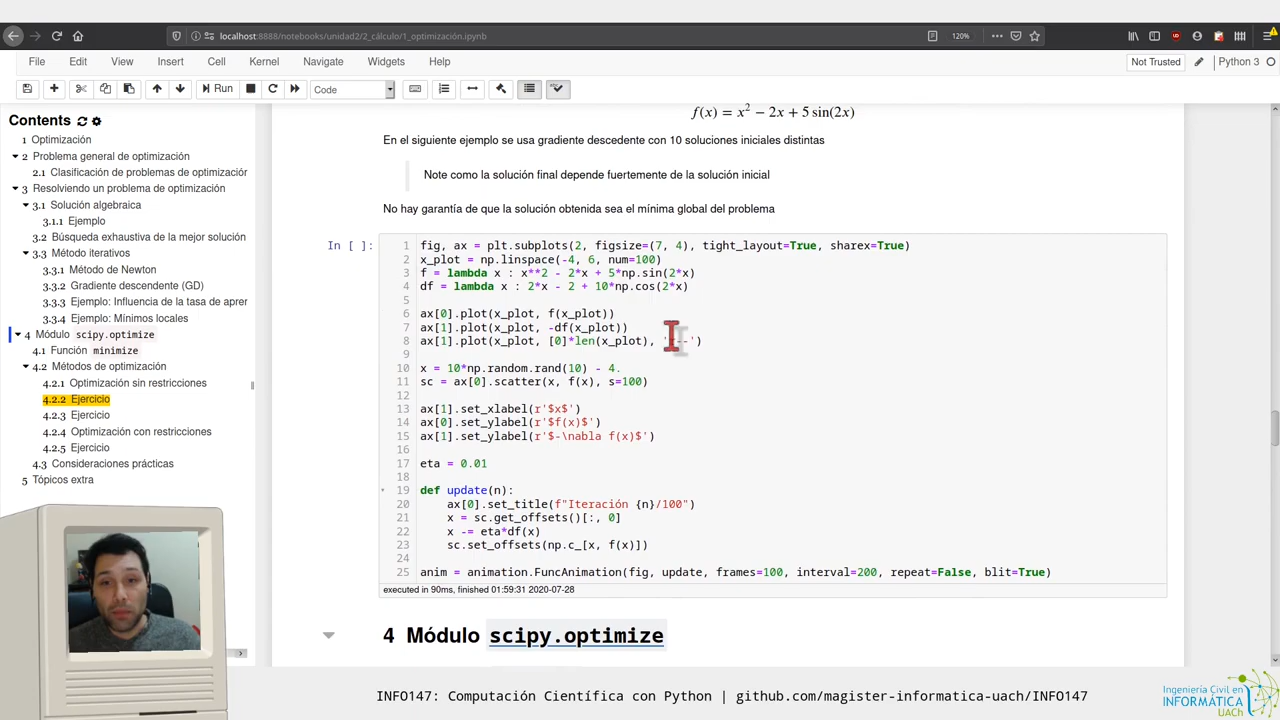 localhost:8888/notebooks/unidad2/2_cálculo/1_optimización.ipynb
120%
File Edit View Insert Cell Kernel Navigate Widgets Help
Not Trusted
Python 3
Run
Code
Contents
1 Optimización
2 Problema general de optimización
2.1 Clasificación de problemas de optimizaciór
3 Resolviendo un problema de optimización
3.1 Solución algebraica
3.1.1 Ejemplo
3.2 Búsqueda exhaustiva de la mejor solución
3.3 Método iterativos
3.3.1 Método de Newton
3.3.2 Gradiente descendente (GD)
3.3.3 Ejemplo: Influencia de la tasa de aprer
3.3.4 Ejemplo: Mínimos locales
4 Módulo scipy.optimize
4.1 Función minimize
4.2 Métodos de optimización
4.2.1 Optimización sin restricciones
4.2.2 Ejercicio
4.2.3 Ejercicio
4.2.4 Optimización con restricciones
4.2.5 Ejercicio
4.3 Consideraciones prácticas
5 Tópicos extra
f(x) = x² − 2x + 5 sin(2x)
En el siguiente ejemplo se usa gradiente descedente con 10 soluciones iniciales distintas
Note como la solución final depende fuertemente de la solución inicial
No hay garantía de que la solución obtenida sea el mínima global del problema
In [ ]:
1 fig, ax = plt.subplots(2, figsize=(7, 4), tight_layout=True, sharex=True)
2 x_plot = np.linspace(-4, 6, num=100)
3 f = lambda x : x**2 - 2*x + 5*np.sin(2*x)
4 df = lambda x : 2*x - 2 + 10*np.cos(2*x)
5
6 ax[0].plot(x_plot, f(x_plot))
7 ax[1].plot(x_plot, -df(x_plot))
8 ax[1].plot(x_plot, [0]*len(x_plot), '--')
9
10 x = 10*np.random.rand(10) - 4.
11 sc = ax[0].scatter(x, f(x), s=100)
12
13 ax[1].set_xlabel(r'$x$')
14 ax[0].set_ylabel(r'$f(x)$')
15 ax[1].set_ylabel(r'$-\nabla f(x)$')
16
17 eta = 0.01
18
19 def update(n):
20 ax[0].set_title(f"Iteración {n}/100")
21 x = sc.get_offsets()[:, 0]
22 x -= eta*df(x)
23 sc.set_offsets(np.c_[x, f(x)])
24
25 anim = animation.FuncAnimation(fig, update, frames=100, interval=200, repeat=False, blit=True)
executed in 90ms, finished 01:59:31 2020-07-28
4 Módulo scipy.optimize
INFO147: Computación Científica con Python | github.com/magister-informatica-uach/INFO147
Ingeniería Civil en
INFORMÁTICA
UACh